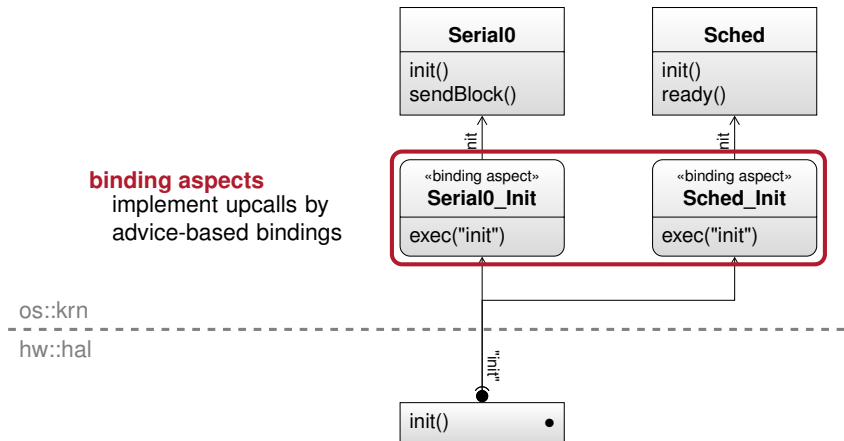 Serial0
init()
sendBlock()
Sched
init()
ready()
init
init
binding aspects
implement upcalls by
advice-based bindings
«binding aspect»
Serial0_Init
exec("init")
«binding aspect»
Sched_Init
exec("init")
os::krn
hw::hal
"init"
init()